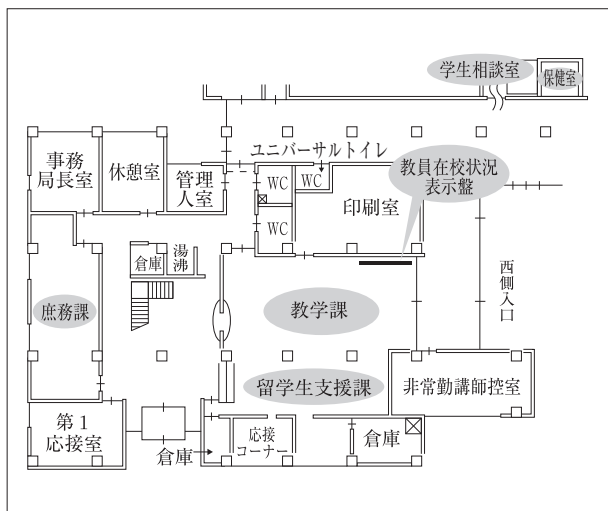 学生相談室
保健室
ユニバーサルトイレ
事務
局長室
休憩室
管理
人室
WC
WC
WC
印刷室
教員在校状況
表示盤
倉庫
湯沸
西側入口
庶務課
教学課
留学生支援課
非常勤講師控室
第1
応接室
倉庫
応接
コーナー
倉庫